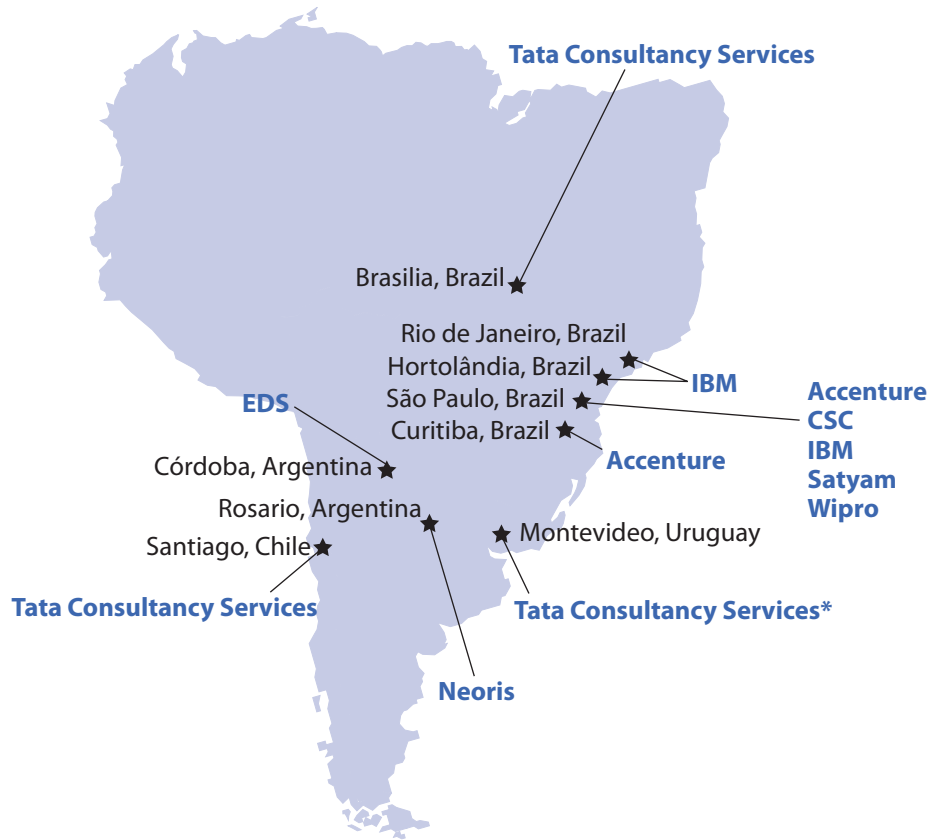 Tata Consultancy Services
Brasilia, Brazil
Rio de Janeiro, Brazil
Hortolândia, Brazil
IBM
São Paulo, Brazil
Accenture
CSC
IBM
Satyam
Wipro
EDS
Curitiba, Brazil
Accenture
Córdoba, Argentina
Rosario, Argentina
Montevideo, Uruguay
Santiago, Chile
Tata Consultancy Services
Tata Consultancy Services*
Neoris